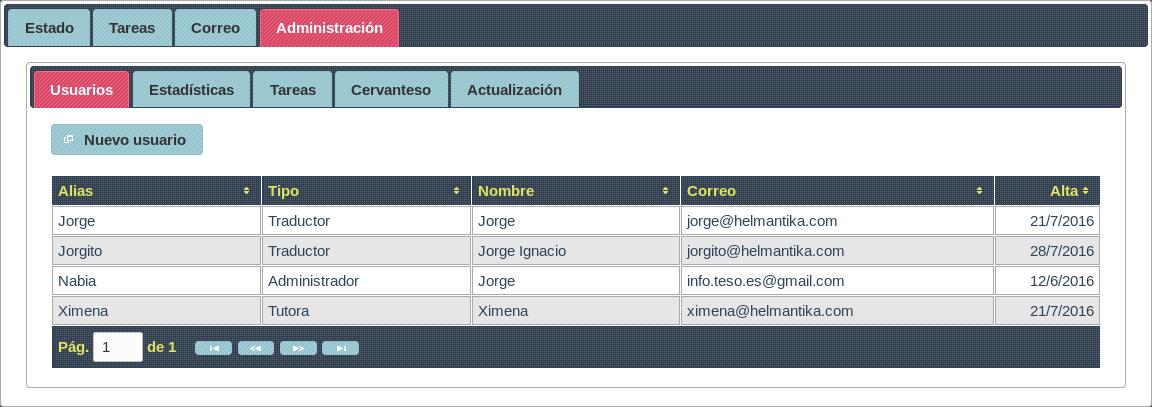 Estado Tareas Correo Administración
Usuarios Estadísticas Tareas Cervanteso Actualización
Nuevo usuario
Alias Tipo Nombre Correo Alta
Jorge Traductor Jorge jorge@helmantika.com 21/7/2016
Jorgito Traductor Jorge Ignacio jorgito@helmantika.com 28/7/2016
Nabia Administrador Jorge info.teso.es@gmail.com 12/6/2016
Ximena Tutora Ximena ximena@helmantika.com 21/7/2016
Pág. 1 de 1